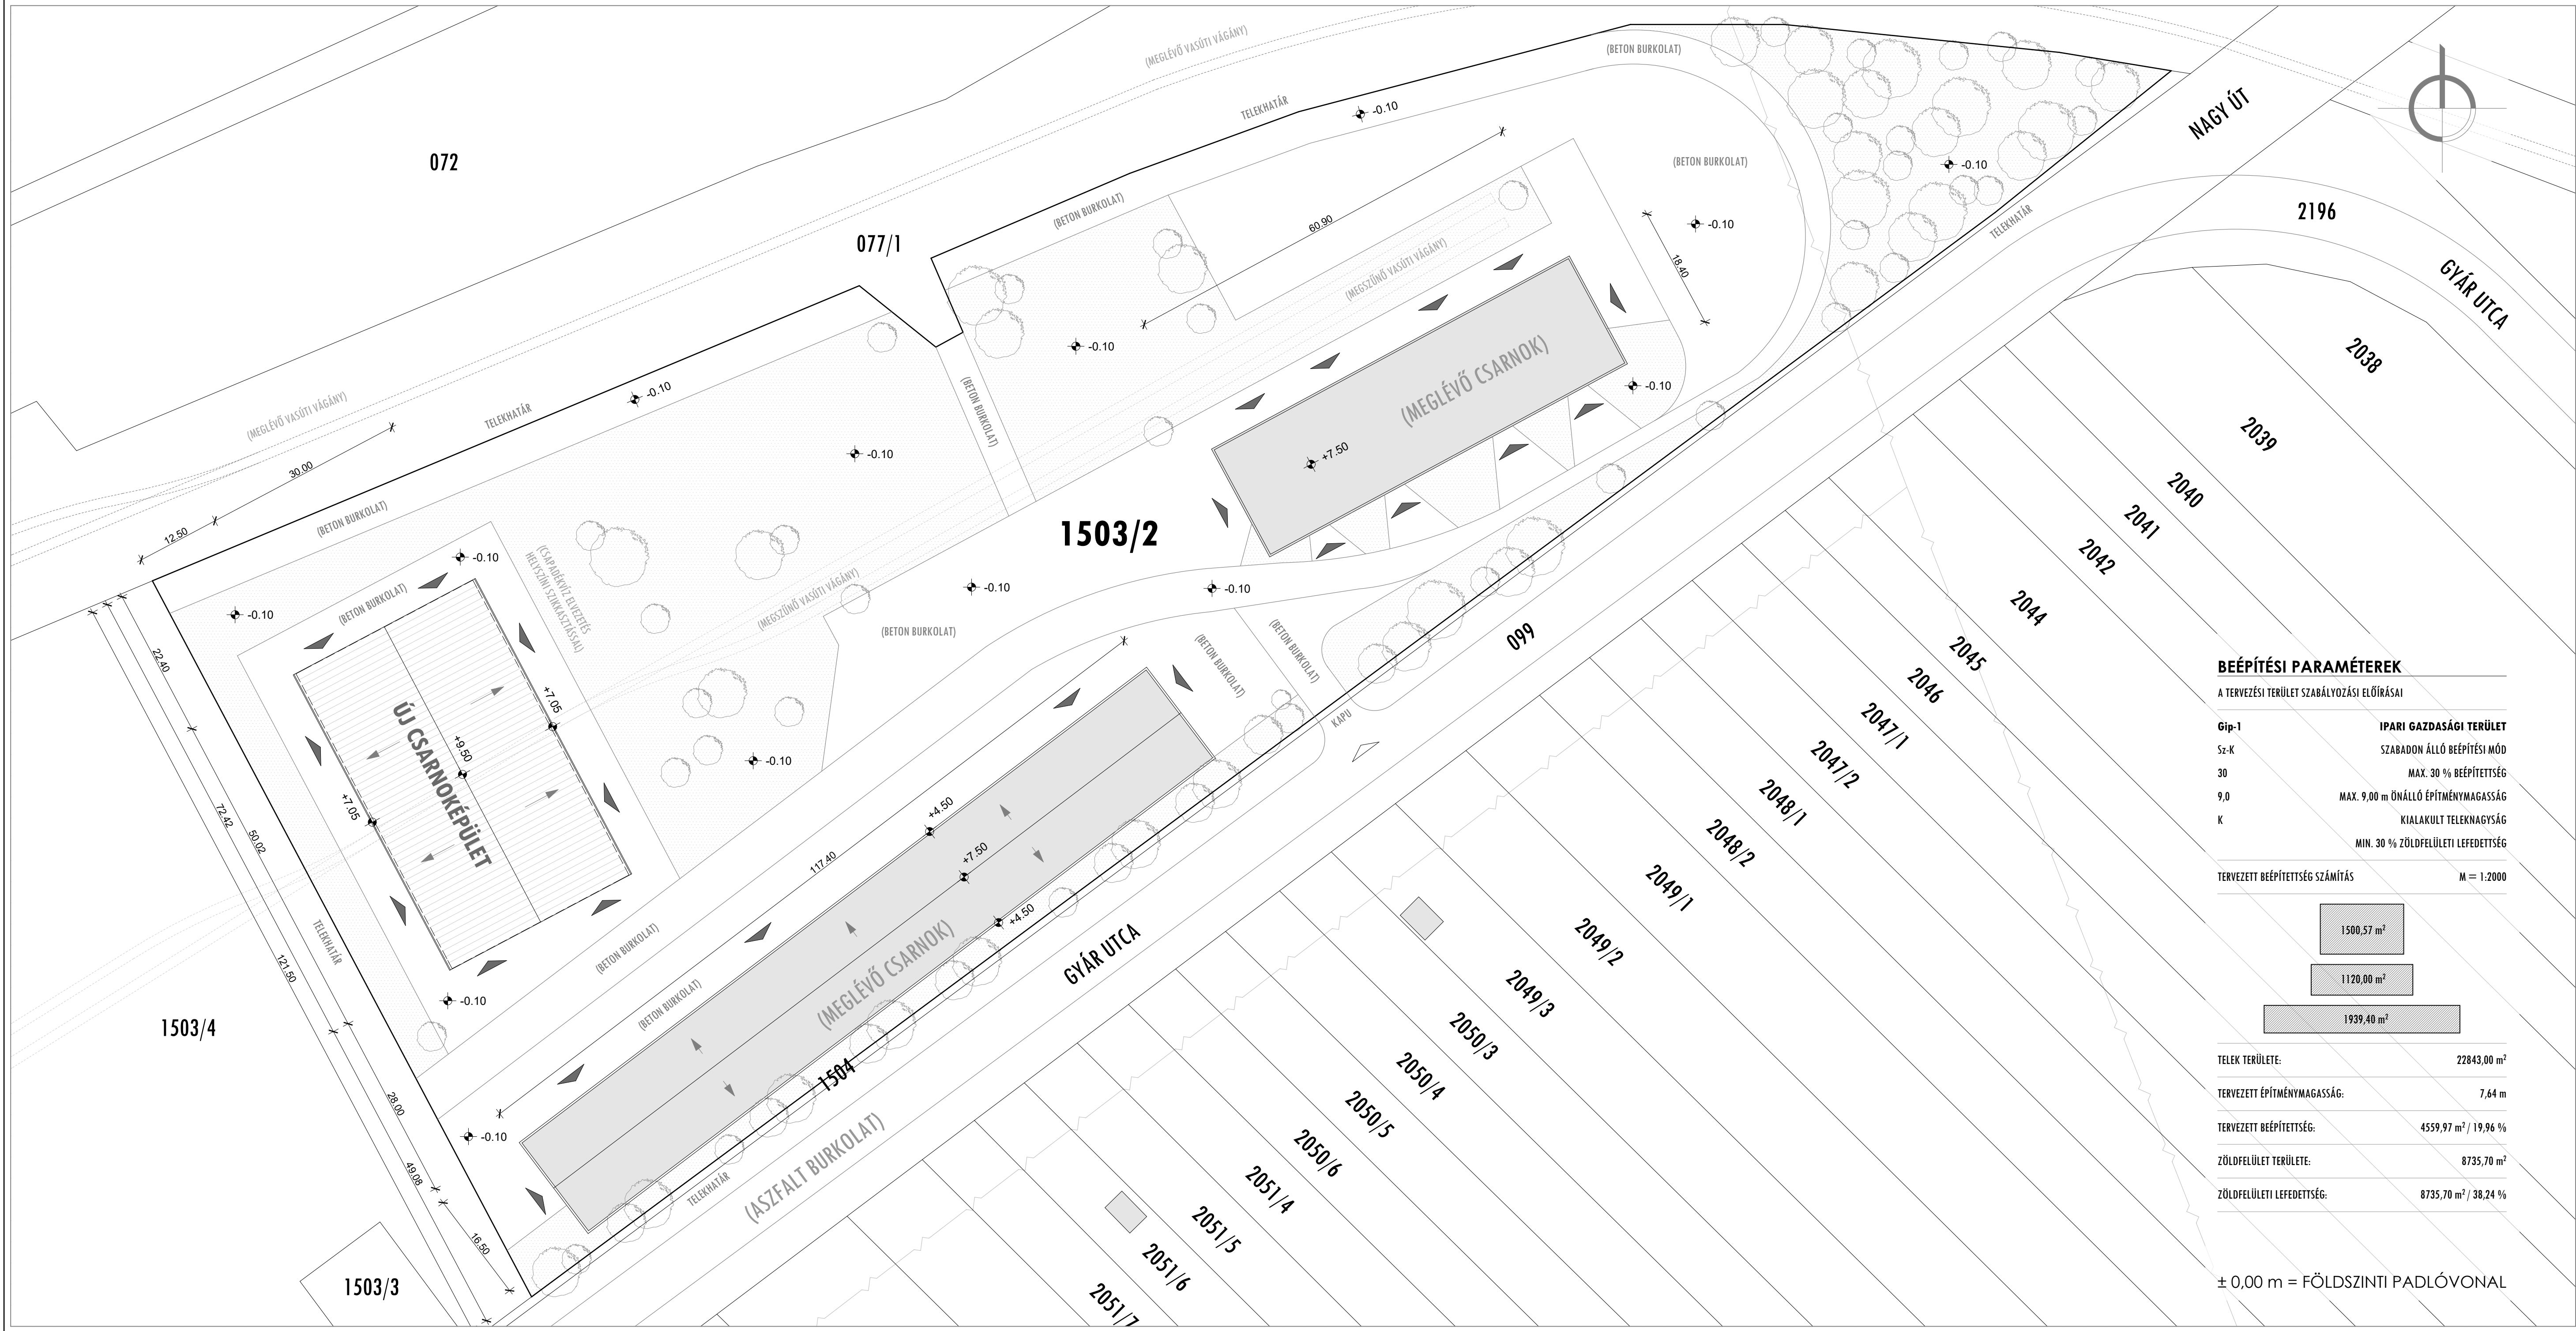 072
(MEGLÉVŐ VASÚTI VÁGÁNY)
(BETON BURKOLAT)
TELEKHATÁR
-0.10
077/1
(BETON BURKOLAT)
60.90
(MEGSZŰNŐ VASÚTI VÁGÁNY)
(BETON BURKOLAT)
-0.10
18.40
-0.10
NAGY ÚT
TELEKHATÁR
2196
GYÁR UTCA
-0.10
(BETON BURKOLAT)
(MEGLÉVŐ CSARNOK)
+7.50
-0.10
(MEGLÉVŐ VASÚTI VÁGÁNY)
TELEKHATÁR
-0.10
-0.10
30.00
12.50
(BETON BURKOLAT)
-0.10
-0.10
(BETON BURKOLAT)
(CSAPADÉKVÍZ ELVEZETÉS
HELYSZÍNI SZIKKASZTÁSSAL)
(MEGSZŰNŐ VASÚTI VÁGÁNY)
1503/2
-0.10
-0.10
(BETON BURKOLAT)
(BETON BURKOLAT)
(BETON BURKOLAT)
KAPU
099
22.40
72.42
50.02
121.50
28.00
49.08
16.50
+7.05
+9.50
+7.05
ÚJ CSARNOKÉPÜLET
-0.10
117.40
+4.50
+7.50
+4.50
(MEGLÉVŐ CSARNOK)
(BETON BURKOLAT)
(BETON BURKOLAT)
TELEKHATÁR
-0.10
-0.10
1503/4
1503/3
1504
GYÁR UTCA
TELEKHATÁR
(ASZFALT BURKOLAT)
2038
2039
2040
2041
2042
2044
2045
2046
2047/1
2047/2
2048/1
2048/2
2049/1
2049/2
2049/3
2050/3
2050/4
2050/5
2050/6
2051/4
2051/5
2051/6
2051/7
BEÉPÍTÉSI PARAMÉTEREK
A TERVEZÉSI TERÜLET SZABÁLYOZÁSI ELŐÍRÁSAI
Gip-1 IPARI GAZDASÁGI TERÜLET
Sz-K SZABADON ÁLLÓ BEÉPÍTÉSI MÓD
30 MAX. 30 % BEÉPÍTETTSÉG
9,0 MAX. 9,00 m ÖNÁLLÓ ÉPÍTMÉNYMAGASSÁG
K KIALAKULT TELEKNAGYSÁG
MIN. 30 % ZÖLDFELÜLETI LEFEDETTSÉG
TERVEZETT BEÉPÍTETTSÉG SZÁMÍTÁS M = 1:2000
1500,57 m²
1120,00 m²
1939,40 m²
TELEK TERÜLETE: 22843,00 m²
TERVEZETT ÉPÍTMÉNYMAGASSÁG: 7,64 m
TERVEZETT BEÉPÍTETTSÉG: 4559,97 m² / 19,96 %
ZÖLDFELÜLET TERÜLETE: 8735,70 m²
ZÖLDFELÜLETI LEFEDETTSÉG: 8735,70 m² / 38,24 %
± 0,00 m = FÖLDSZINTI PADLÓVONAL